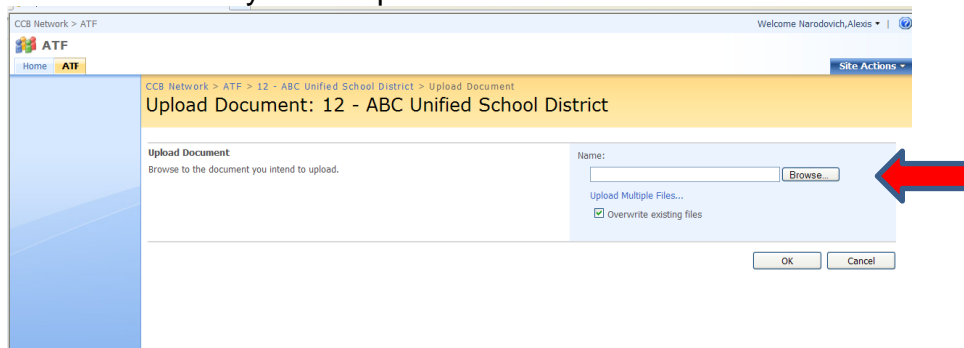 CCB Network > ATF
Welcome Narodovich,Alexis
ATF
Home ATF
Site Actions
CCB Network > ATF > 12 - ABC Unified School District > Upload Document
Upload Document: 12 - ABC Unified School District
Upload Document
Browse to the document you intend to upload.
Name:
Browse...
Upload Multiple Files...
Overwrite existing files
OK Cancel